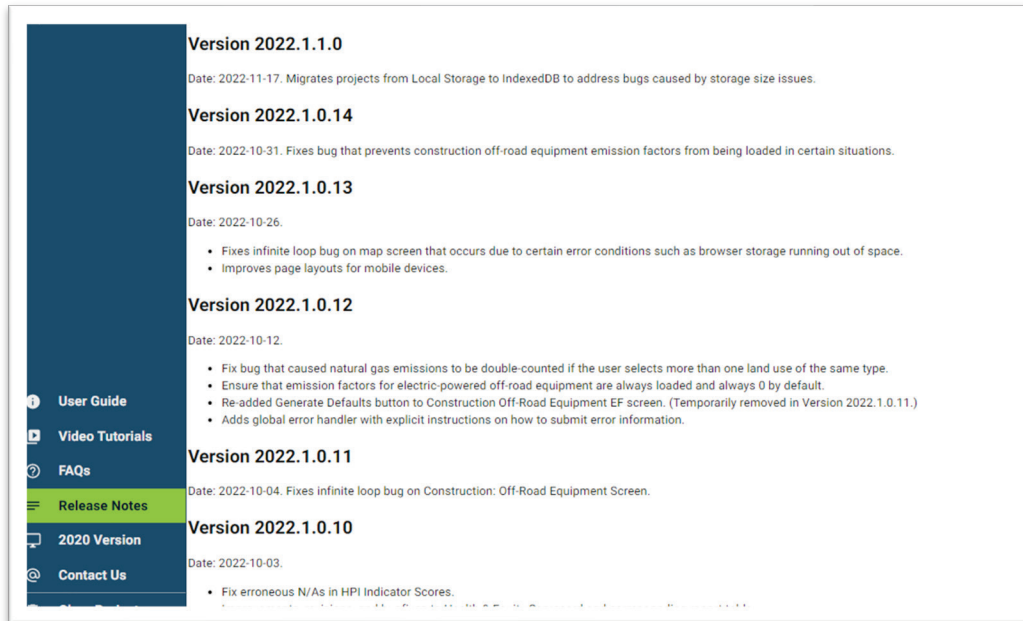 Version 2022.1.1.0
Date: 2022-11-17. Migrates projects from Local Storage to IndexedDB to address bugs caused by storage size issues.
Version 2022.1.0.14
Date: 2022-10-31. Fixes bug that prevents construction off-road equipment emission factors from being loaded in certain situations.
Version 2022.1.0.13
Date: 2022-10-26.
• Fixes infinite loop bug on map screen that occurs due to certain error conditions such as browser storage running out of space.
• Improves page layouts for mobile devices.
Version 2022.1.0.12
Date: 2022-10-12.
• Fix bug that caused natural gas emissions to be double-counted if the user selects more than one land use of the same type.
• Ensure that emission factors for electric-powered off-road equipment are always loaded and always 0 by default.
• Re-added Generate Defaults button to Construction Off-Road Equipment EF screen. (Temporarily removed in Version 2022.1.0.11.)
• Adds global error handler with explicit instructions on how to submit error information.
Version 2022.1.0.11
Date: 2022-10-04. Fixes infinite loop bug on Construction: Off-Road Equipment Screen.
Version 2022.1.0.10
Date: 2022-10-03.
• Fix erroneous N/As in HPI Indicator Scores.
User Guide
Video Tutorials
FAQs
Release Notes
2020 Version
Contact Us